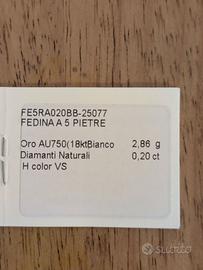 FE5RA020BB-25077
FEDINA A 5 PIETRE
Oro AU750(18ktBianco 2,86 g
Diamanti Naturali 0,20 ct
H color VS
SUBITO